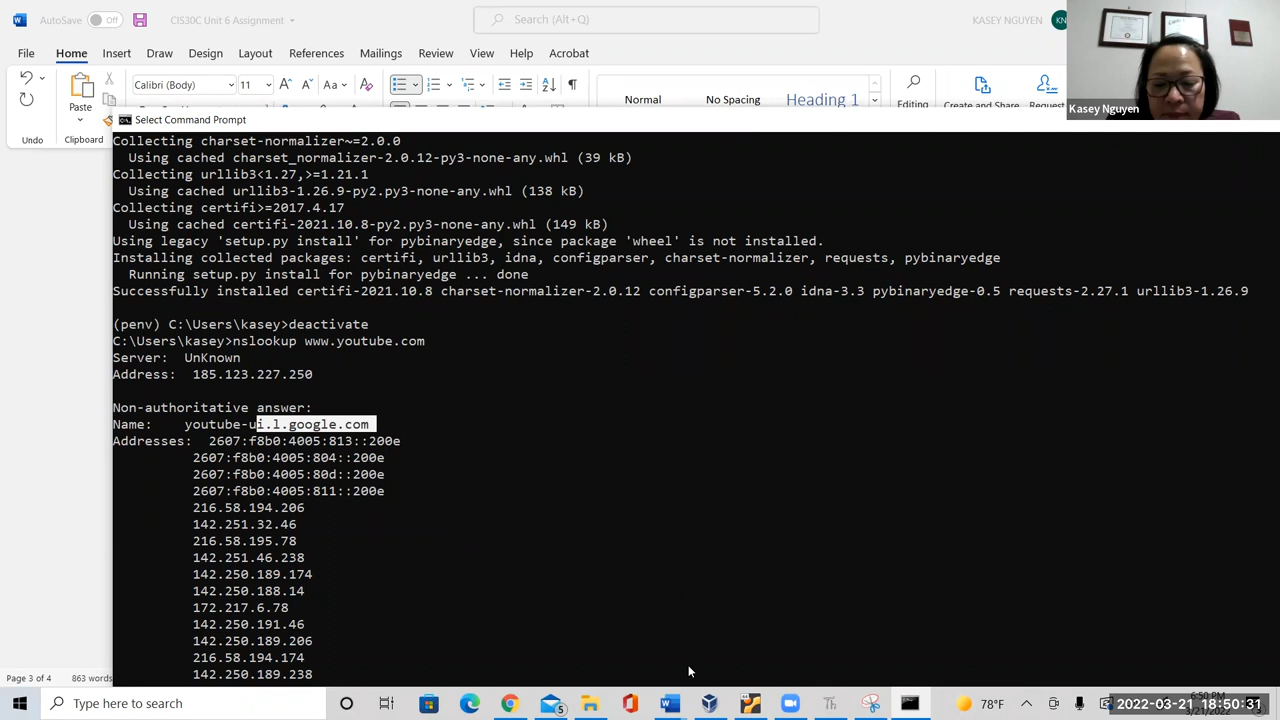 AutoSave Off CIS30C Unit 6 Assignment Search (Alt+Q) KASEY NGUYEN KN
File Home Insert Draw Design Layout References Mailings Review View Help Acrobat
Calibri (Body) 11 Aa
Paste
Normal No Spacing Heading 1
Editing
Create and Share
Undo Clipboard
Kasey Nguyen
Select Command Prompt
Collecting charset-normalizer~=2.0.0
Using cached charset_normalizer-2.0.12-py3-none-any.whl (39 kB)
Collecting urllib3<1.27,>=1.21.1
Using cached urllib3-1.26.9-py2.py3-none-any.whl (138 kB)
Collecting certifi>=2017.4.17
Using cached certifi-2021.10.8-py2.py3-none-any.whl (149 kB)
Using legacy 'setup.py install' for pybinaryedge, since package 'wheel' is not installed.
Installing collected packages: certifi, urllib3, idna, configparser, charset-normalizer, requests, pybinaryedge
Running setup.py install for pybinaryedge ... done
Successfully installed certifi-2021.10.8 charset-normalizer-2.0.12 configparser-5.2.0 idna-3.3 pybinaryedge-0.5 requests-2.27.1 urllib3-1.26.9
(penv) C:\Users\kasey>deactivate
C:\Users\kasey>nslookup www.youtube.com
Server: UnKnown
Address: 185.123.227.250
Non-authoritative answer:
Name: youtube-ui.l.google.com
Addresses: 2607:f8b0:4005:813::200e
2607:f8b0:4005:804::200e
2607:f8b0:4005:80d::200e
2607:f8b0:4005:811::200e
216.58.194.206
142.251.32.46
216.58.195.78
142.251.46.238
142.250.189.174
142.250.188.14
172.217.6.78
142.250.191.46
142.250.189.206
216.58.194.174
142.250.189.238
Page 3 of 4 863 words
Type here to search
5
78°F
2022-03-21 18:50:31